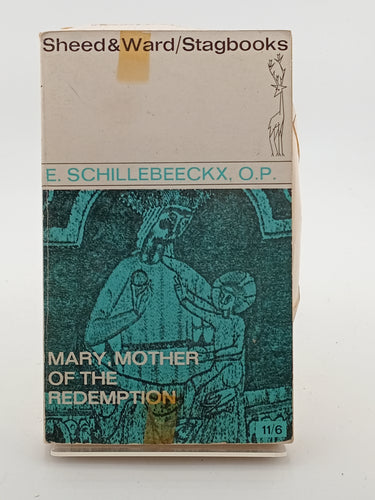 Sheed&Ward/Stagbooks
E. SCHILLEBEECKX, O.P.
MARY, MOTHER
OF THE
REDEMPTION
11/6